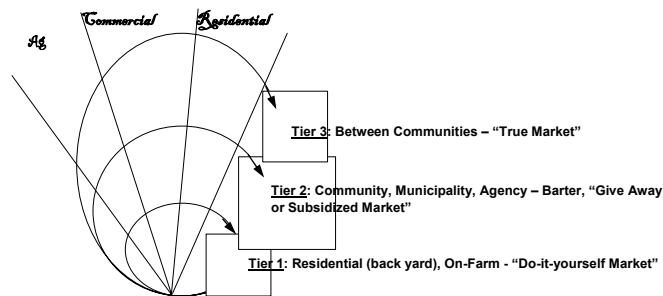 Commercial
Residential
Ag
Tier 3: Between Communities – “True Market”
Tier 2: Community, Municipality, Agency – Barter, “Give Away
or Subsidized Market”
Tier 1: Residential (back yard), On-Farm - “Do-it-yourself Market”